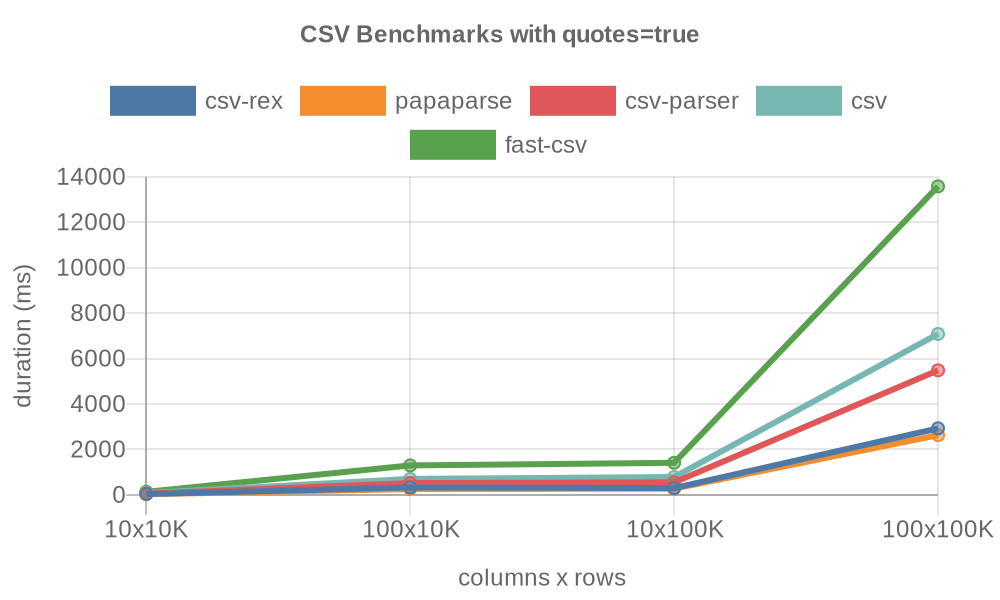 CSV Benchmarks with quotes=true
csv-rex papaparse csv-parser csv
fast-csv
14000
12000
10000
8000
6000
4000
2000
0
duration (ms)
10x10K 100x10K 10x100K 100x100K
columns x rows